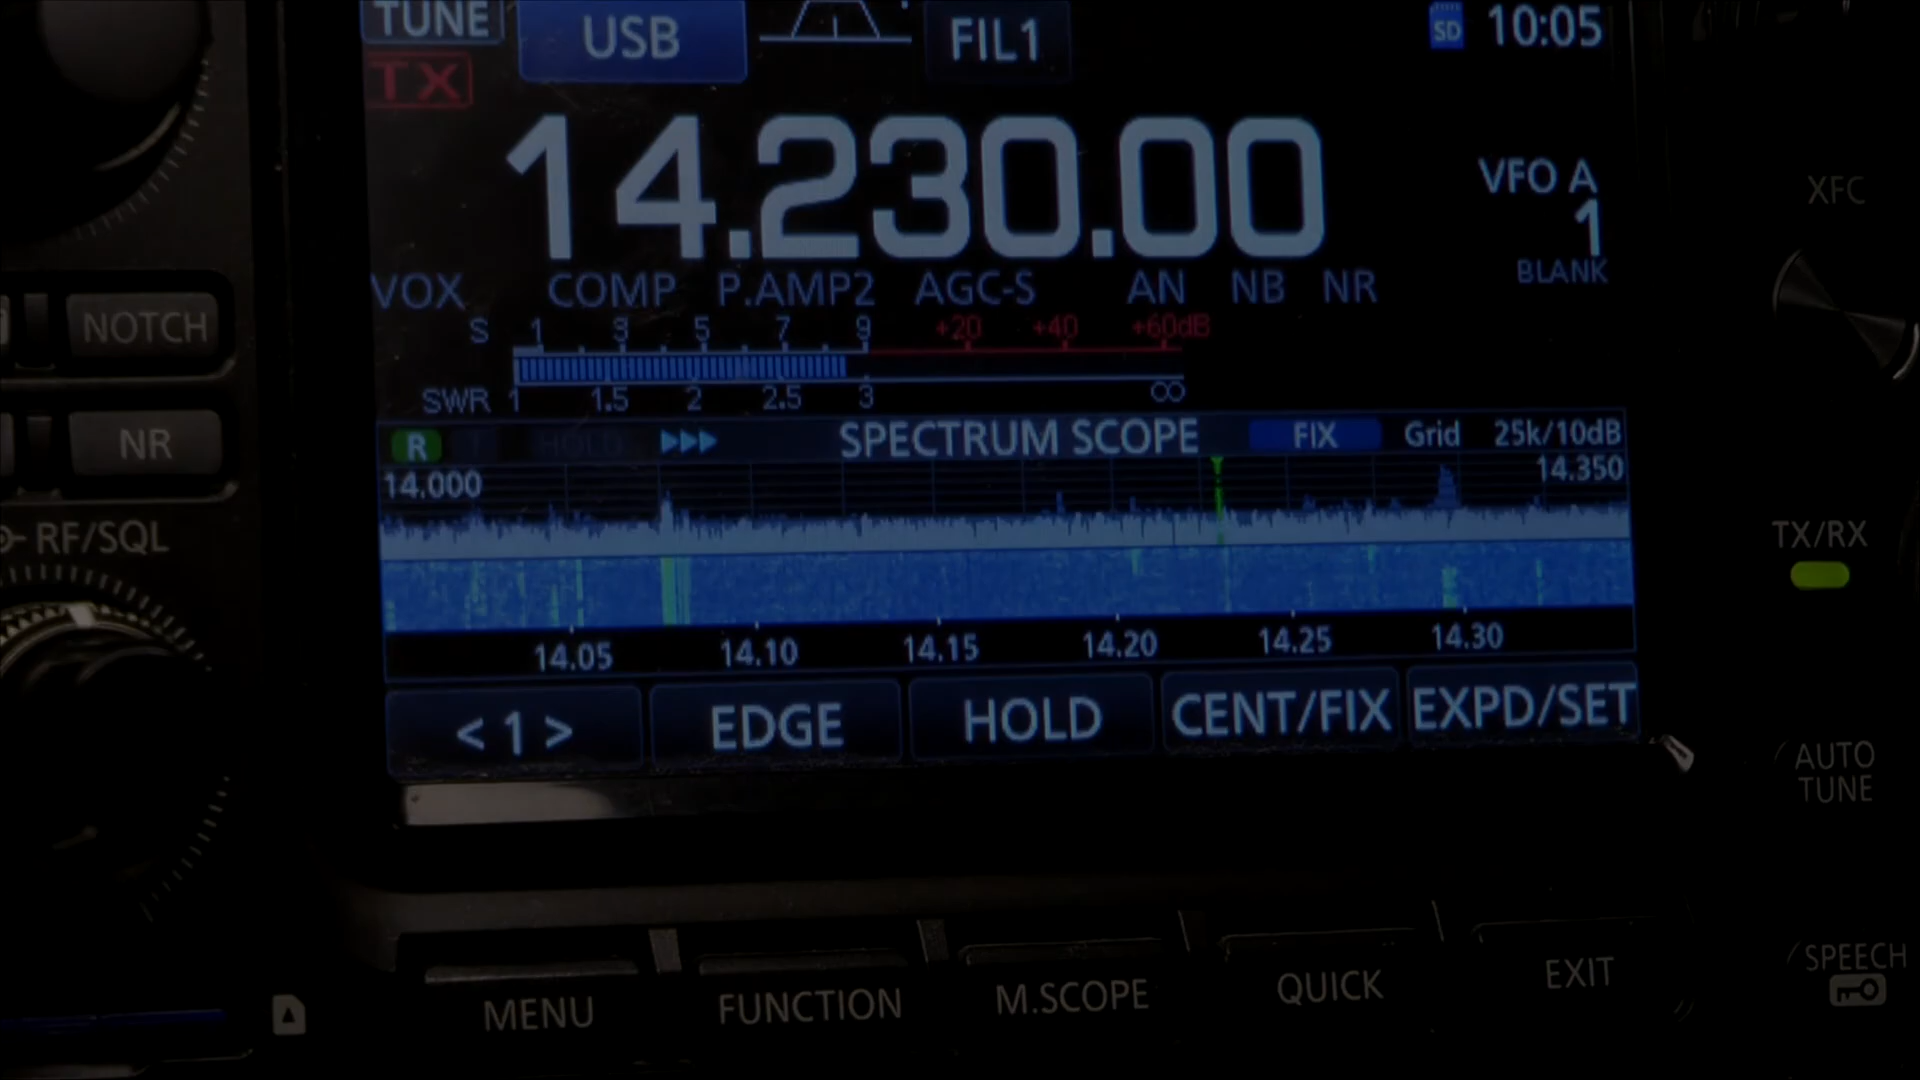 TUNE USB FIL1 SD 10:05
TX
14.230.00
VFO A
1
BLANK
XFC
VOX COMP P.AMP2 AGC-S AN NB NR
NOTCH
S 1 3 5 7 9 +20 +40 +60dB
SWR 1 1.5 2 2.5 3 ∞
NR
R T HOLD SPECTRUM SCOPE FIX Grid 25k/10dB
14.000 14.350
RF/SQL
TX/RX
14.05 14.10 14.15 14.20 14.25 14.30
<1> EDGE HOLD CENT/FIX EXPD/SET
AUTO
TUNE
MENU FUNCTION M.SCOPE QUICK EXIT
SPEECH